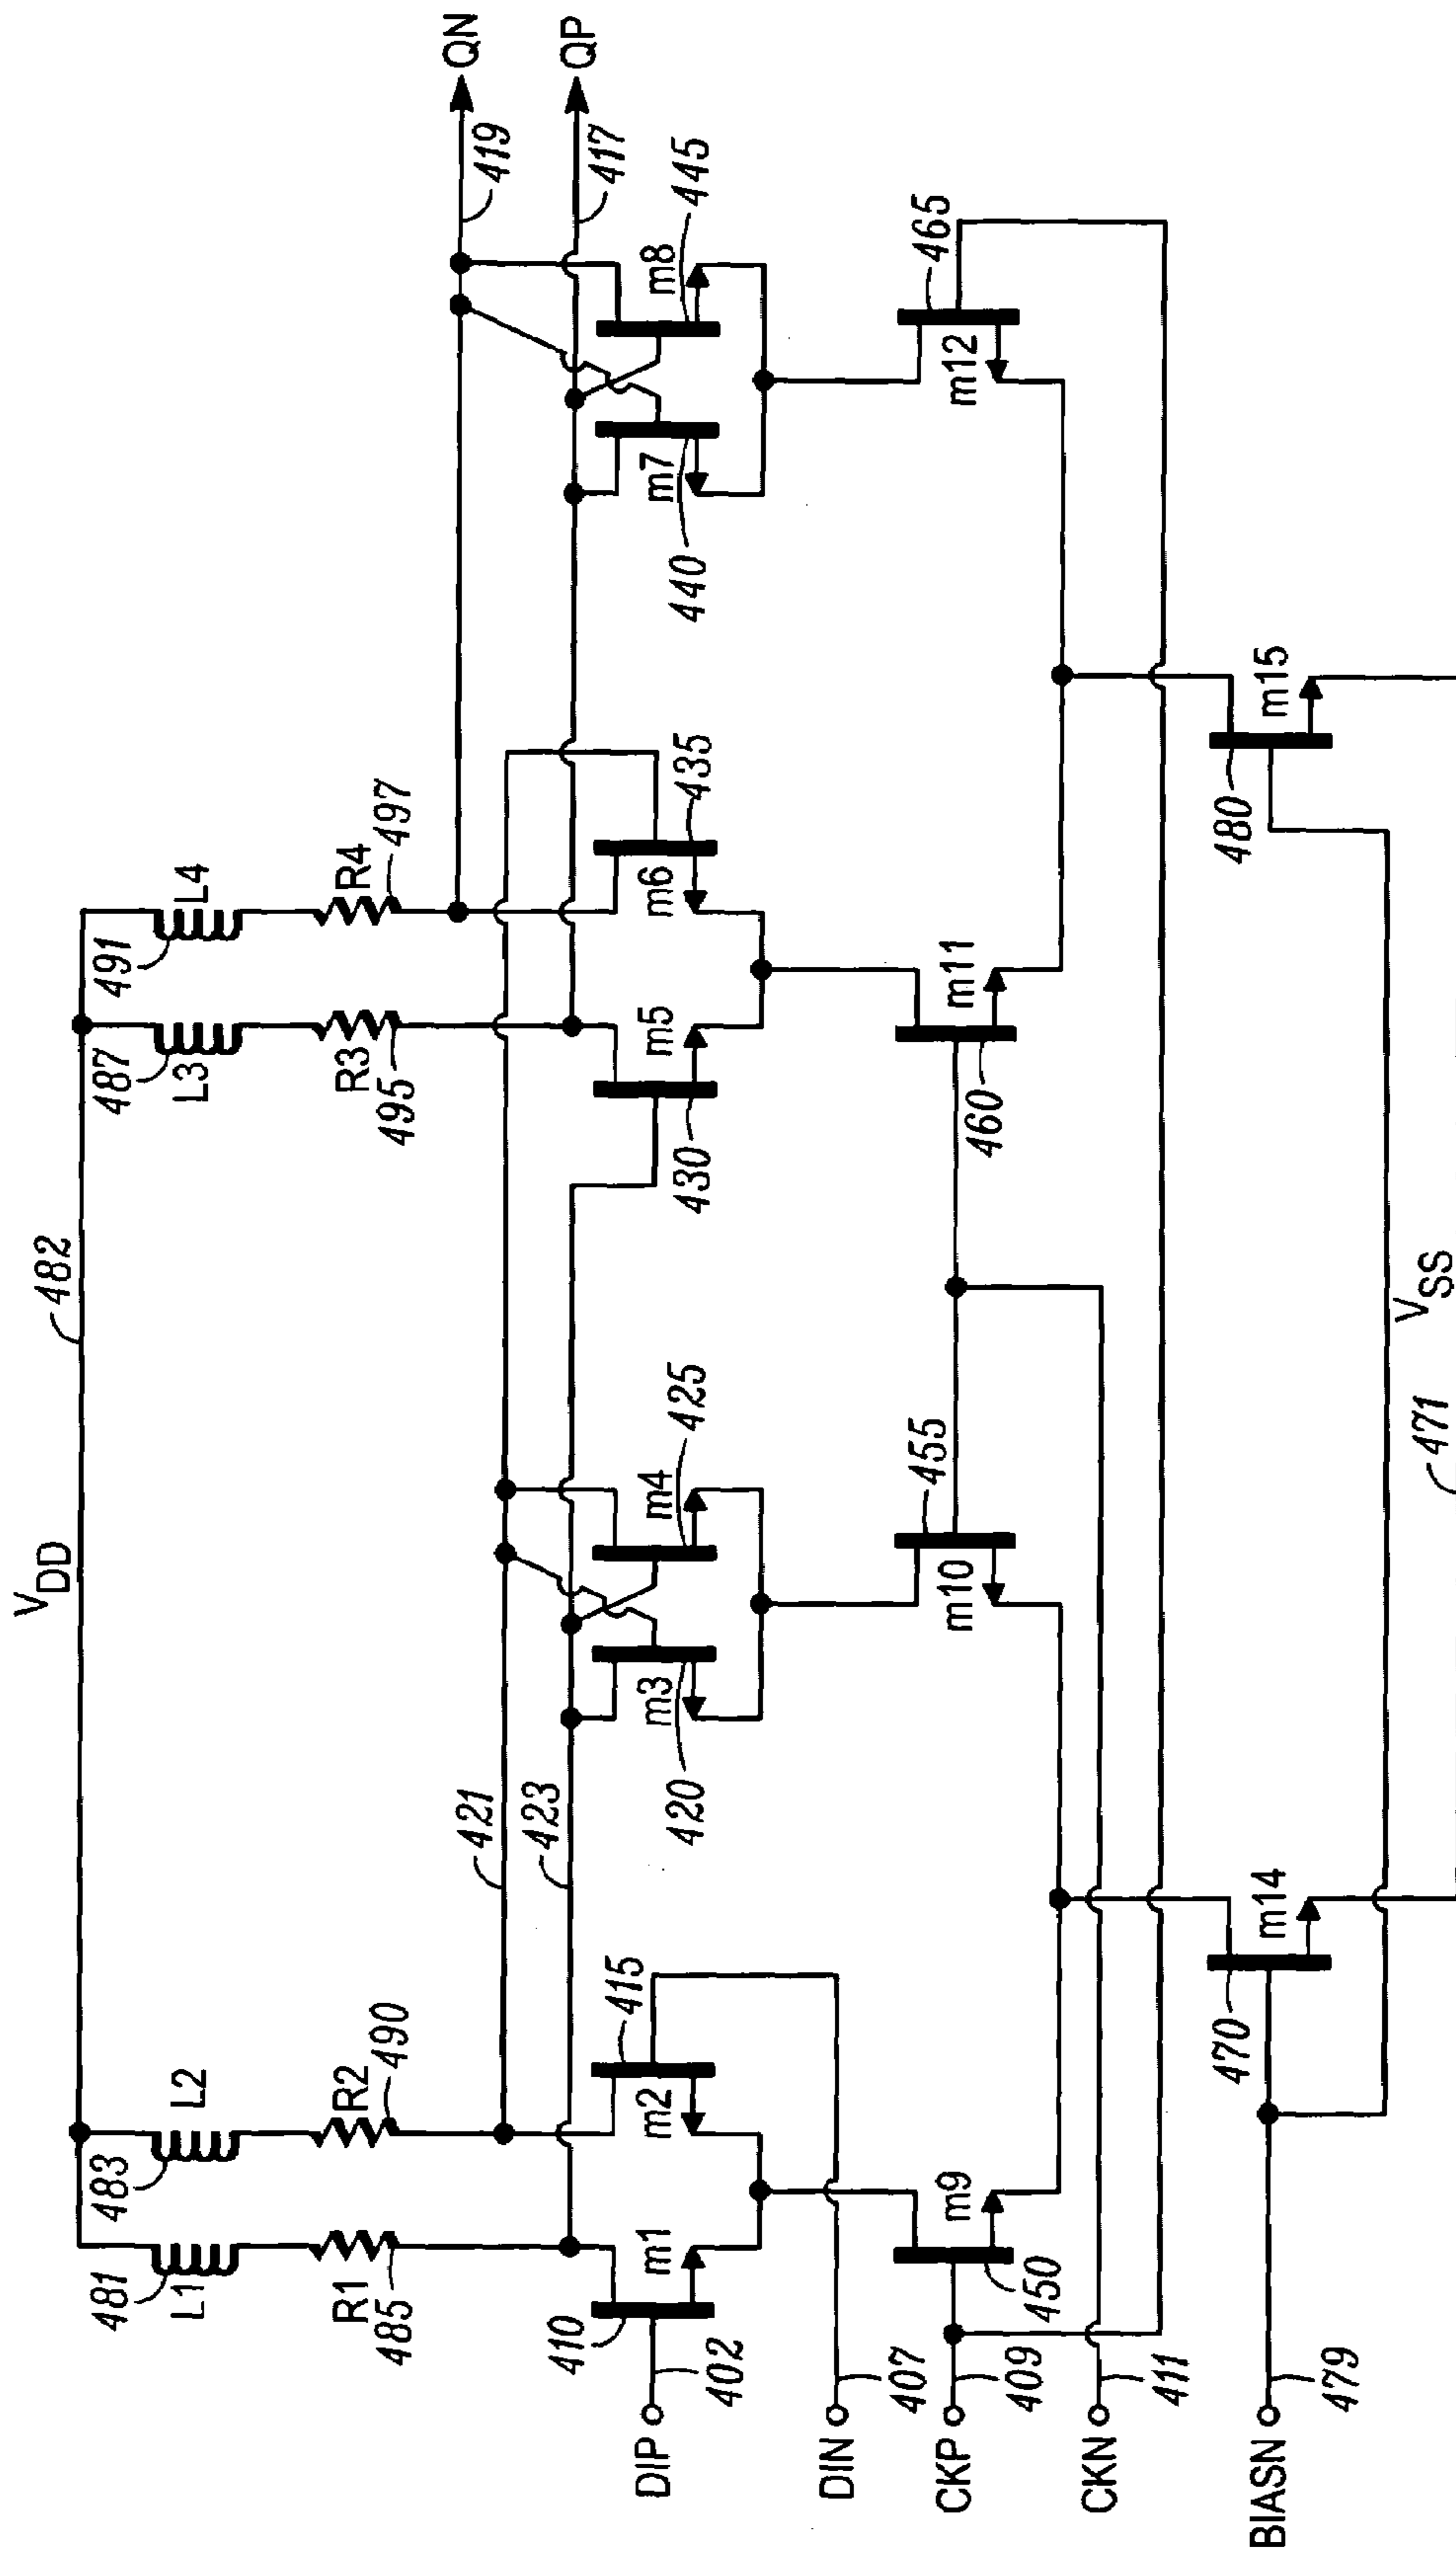 V_DD
482
481
L1
483
L2
487
L3
491
L4
R1
485
R2
490
R3
495
R4
497
421
423
419
QN
417
QP
DIP
402
410
m1
m2
415
m3
420
m4
425
m5
430
m6
435
m7
440
m8
445
DIN
407
CKP
409
450
m9
m10
455
460
m11
m12
465
CKN
411
BIASN
479
470
m14
480
m15
V_SS
471